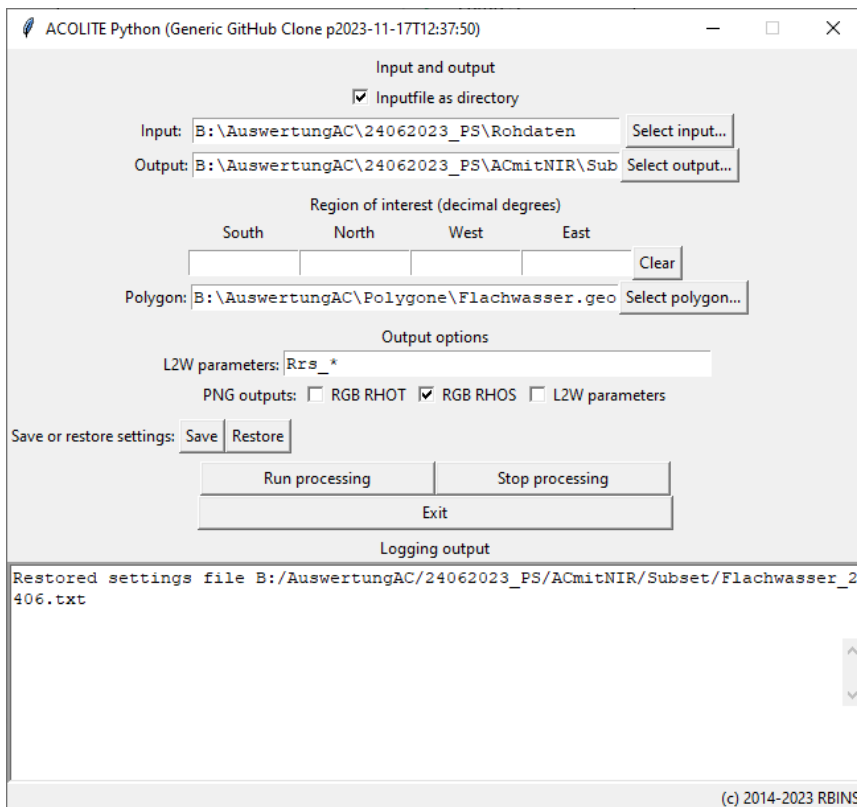 ACOLITE Python (Generic GitHub Clone p2023-11-17T12:37:50)
Input and output
Inputfile as directory
Input: B:\AuswertungAC\24062023_PS\Rohdaten Select input...
Output: B:\AuswertungAC\24062023_PS\ACmitNIR\Sub Select output...
Region of interest (decimal degrees)
South North West East
Clear
Polygon: B:\AuswertungAC\Polygone\Flachwasser.geo Select polygon...
Output options
L2W parameters: Rrs_*
PNG outputs: RGB RHOT RGB RHOS L2W parameters
Save or restore settings: Save Restore
Run processing Stop processing
Exit
Logging output
Restored settings file B:/AuswertungAC/24062023_PS/ACmitNIR/Subset/Flachwasser_2
406.txt
(c) 2014-2023 RBINS